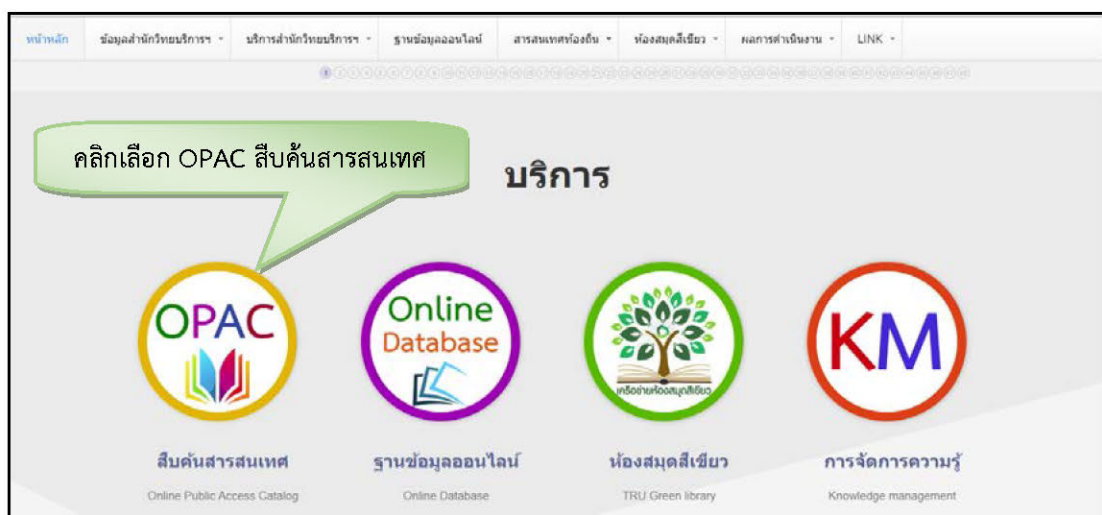 หน้าหลัก ข้อมูลสำนักวิทยบริการฯ บริการสำนักวิทยบริการฯ ฐานข้อมูลออนไลน์ สารสนเทศท้องถิ่น ห้องสมุดสีเขียว ผลการดำเนินงาน LINK
คลิกเลือก OPAC สืบค้นสารสนเทศ
บริการ
OPAC
Online
Database
เครือข่ายห้องสมุดสีเขียว
KM
สืบค้นสารสนเทศ ฐานข้อมูลออนไลน์ ห้องสมุดสีเขียว การจัดการความรู้
Online Public Access Catalog Online Database TRU Green library Knowledge management